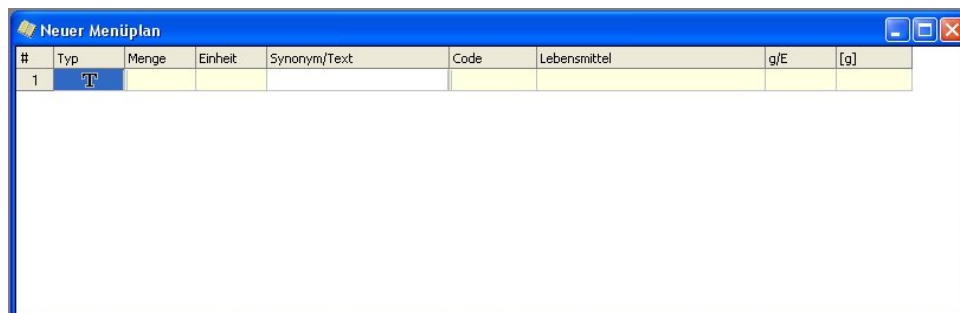 Neuer Menüplan
# Typ Menge Einheit Synonym/Text Code Lebensmittel g/E [g]
1 T